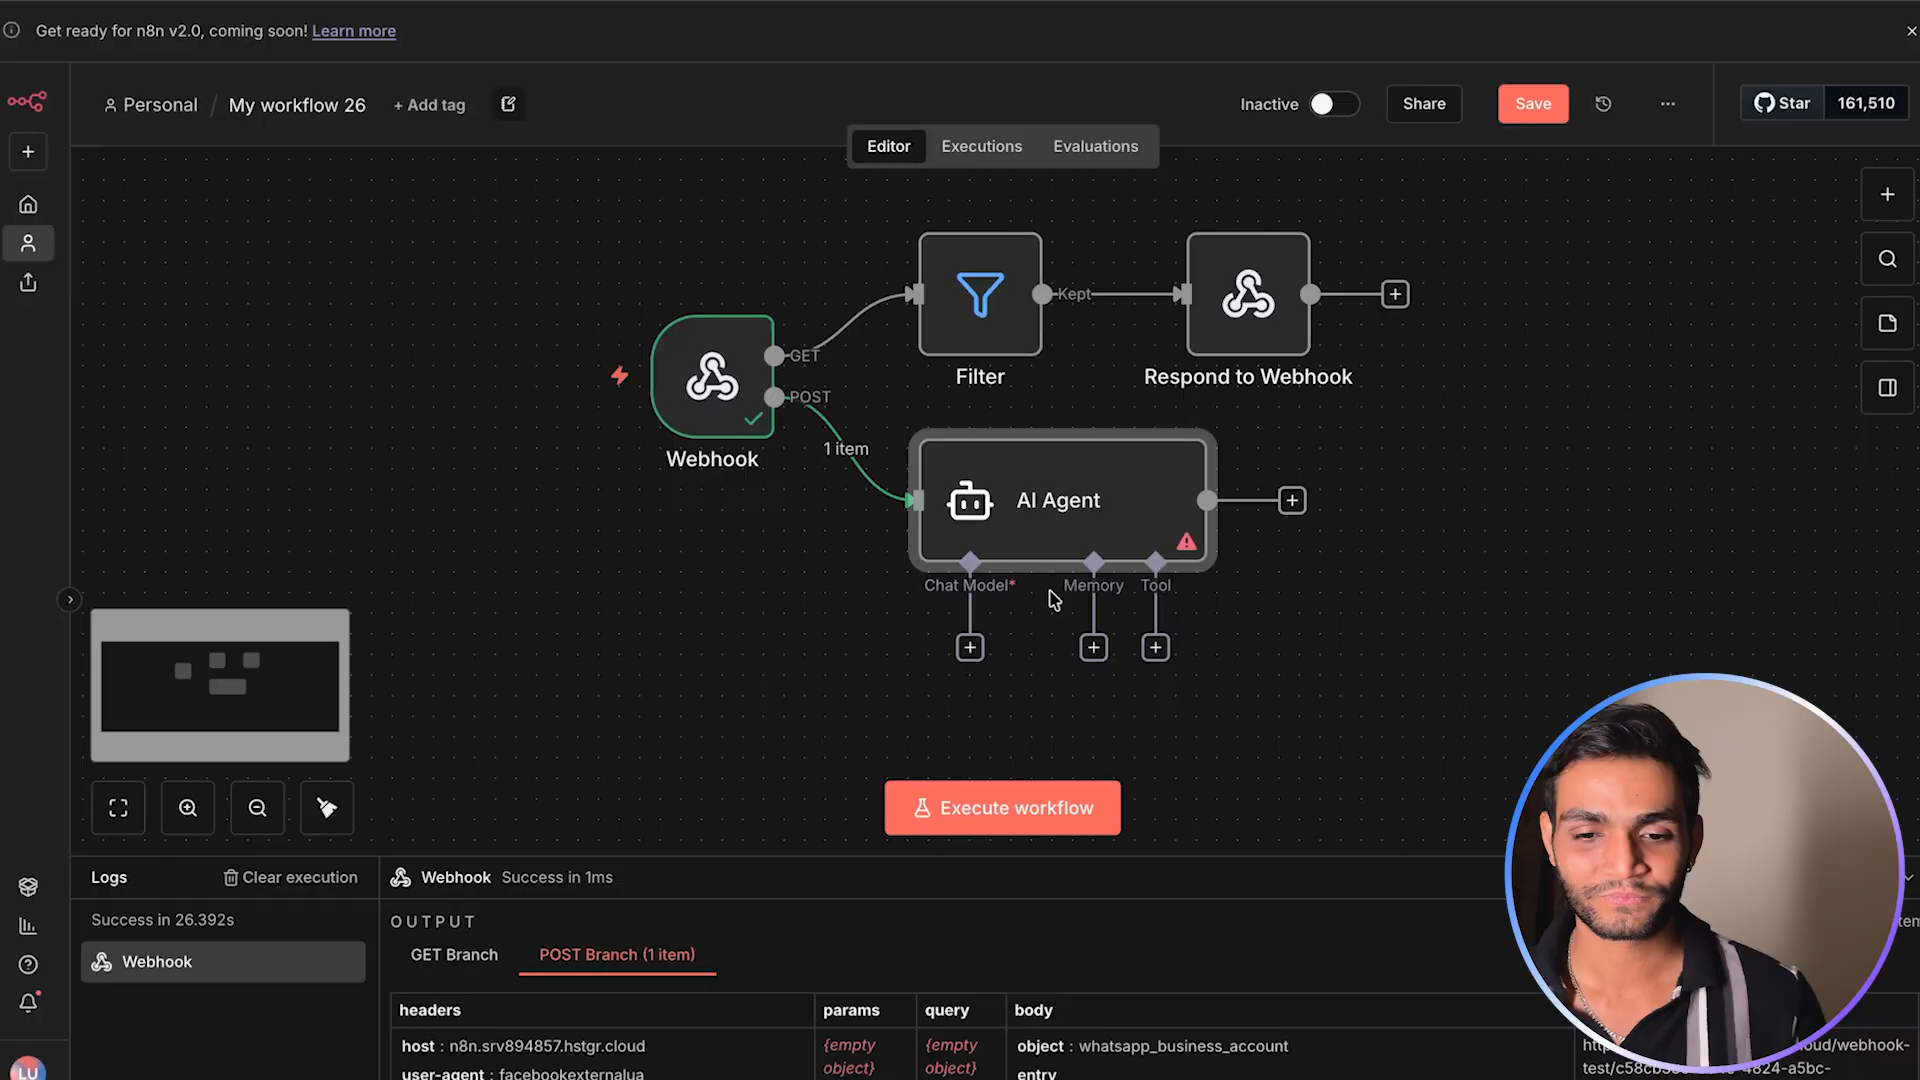 Get ready for n8n v2.0, coming soon! Learn more
Personal / My workflow 26 + Add tag
Inactive Share Save Star 161,510
Editor Executions Evaluations
GET
POST
Webhook
1 item
Filter
Kept
Respond to Webhook
AI Agent
Chat Model* Memory Tool
Execute workflow
Logs Clear execution
Success in 26.392s
Webhook
Webhook Success in 1ms
OUTPUT
GET Branch POST Branch (1 item)
headers params query body
host : n8n.srv894857.hstgr.cloud {empty object} {empty object} object : whatsapp_business_account
user-agent : facebookexternalua entry
oud/webhook-
4824-a5bc-
LU